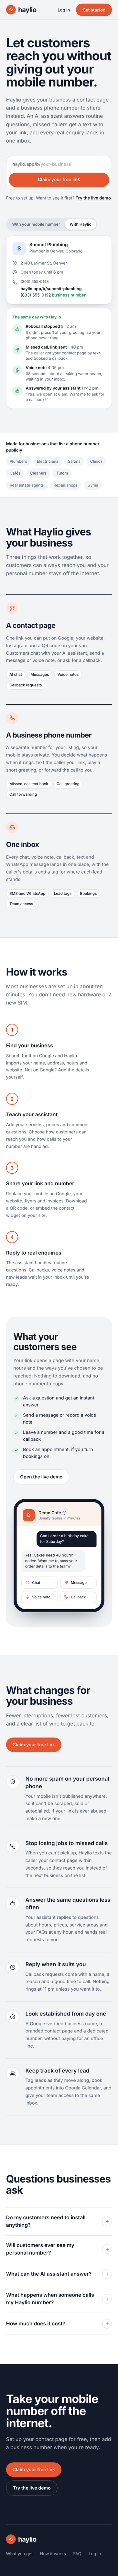 haylio
Log in
Get started
Let customers
reach you without
giving out your
mobile number.
Haylio gives your business a contact page
and a business number to share
instead. An AI Assistant answers your
customers questions 24/7, blocks your
spam, and every real enquiry lands in
one inbox.
haylio.app/b/your-business
Claim your free link
Free to set up. Want to see it first? Try the live demo
With your mobile number
With Haylio
S
Summit Plumbing
Plumber in Denver, Colorado
2140 Larimer St, Denver
Open today until 6 pm
haylio.app/b/summit-plumbing
(833) 555-0162 business number
The same day with Haylio
Robocall stopped 9:12 am
It didn't press 1 at your greeting, so your
phone never rang.
Missed call, link sent 1:40 pm
The caller got your contact page by text
and booked a callback.
Voice note 4:05 pm
38 seconds about a leaking water heater,
waiting in your inbox.
Answered by your assistant 11:43 pm
"Yes, we open at 8 am. Want me to ask for
a callback?"
Made for businesses that list a phone number
publicly
Plumbers
Electricians
Salons
Clinics
Cafés
Cleaners
Tutors
Real estate agents
Repair shops
Gyms
What Haylio gives
your business
Three things that work together, so
customers can always reach you and your
personal number stays off the internet.
A contact page
One link you can put on Google, your website,
Instagram and a QR code on your van.
Customers chat with your AI assistant, send a
message or voice note, or ask for a callback.
AI chat
Messages
Voice notes
Callback requests
A business phone number
A separate number for your listing, so your
mobile stays private. You decide what happens
when it rings: text the caller your link, play a
short greeting, or forward the call to you.
Missed-call text back
Call greeting
Call forwarding
One inbox
Every chat, voice note, callback, text and
WhatsApp message lands in one place, with the
contact details and a tag for what each one
needs.
SMS and WhatsApp
Lead tags
Bookings
Team access
How it works
Most businesses are set up in about ten
minutes. You don't need new hardware or a
new SIM.
1
Find your business
Search for it on Google and Haylio
imports your name, address, hours and
website. Not on Google? Add the details
yourself.
2
Teach your assistant
Add your services, prices and common
questions. Choose how customers can
reach you and how many calls to your
number are handled.
3
Share your link and number
Replace your mobile on Google, your
website, flyers and invoices. Download
a QR code, or embed the contact
widget on your site.
4
Reply to real enquiries
The assistant handles routine
questions. Callbacks, voice notes and
new leads wait in your inbox until you're
ready.
What your
customers see
Your link opens a page with your name,
hours and the ways you want to be
reached. Nothing to download, and no
phone number to copy.
Ask a question and get an instant
answer
Send a message or record a voice
note
Leave a number and a good time for a
callback
Book an appointment, if you turn
bookings on
Open the live demo
D
Demo Café
Usually replies in minutes
Can I order a birthday cake
for Saturday?
Yes! Cakes need 48 hours'
notice. Want me to pass your
order details to the team?
Chat
Message
Voice note
Callback
What changes for
your business
Fewer interruptions, fewer lost customers,
and a clear list of who to get back to.
Claim your free link
No more spam on your personal
phone
Your mobile isn't published anymore,
so it can't be scraped, sold or
autodialled. If your link is ever abused,
make a new one.
Stop losing jobs to missed calls
When you can't pick up, Haylio texts the
caller your contact page within
seconds, so they reach you instead of
the next business on the list.
Answer the same questions less
often
Your assistant replies to questions
about hours, prices, service areas and
your FAQs at any hour, and hands real
requests to you.
Reply when it suits you
Callback requests come with a name, a
reason and a good time to call. Nothing
rings at 11 pm unless you want it to.
Look established from day one
A Google-verified business name, a
branded contact page and a dedicated
number, without paying for an office
line.
Keep track of every lead
Tag leads as they move along, book
appointments into Google Calendar, and
give your team access to the same
inbox.
Questions businesses
ask
Do my customers need to install
anything?
Will customers ever see my
personal number?
What can the AI assistant answer?
What happens when someone calls
my Haylio number?
How much does it cost?
Take your mobile
number off the
internet.
Set up your contact page for free, then add
a business number when you're ready.
Claim your free link
Try the live demo
haylio
What you get
How it works
FAQ
Log in